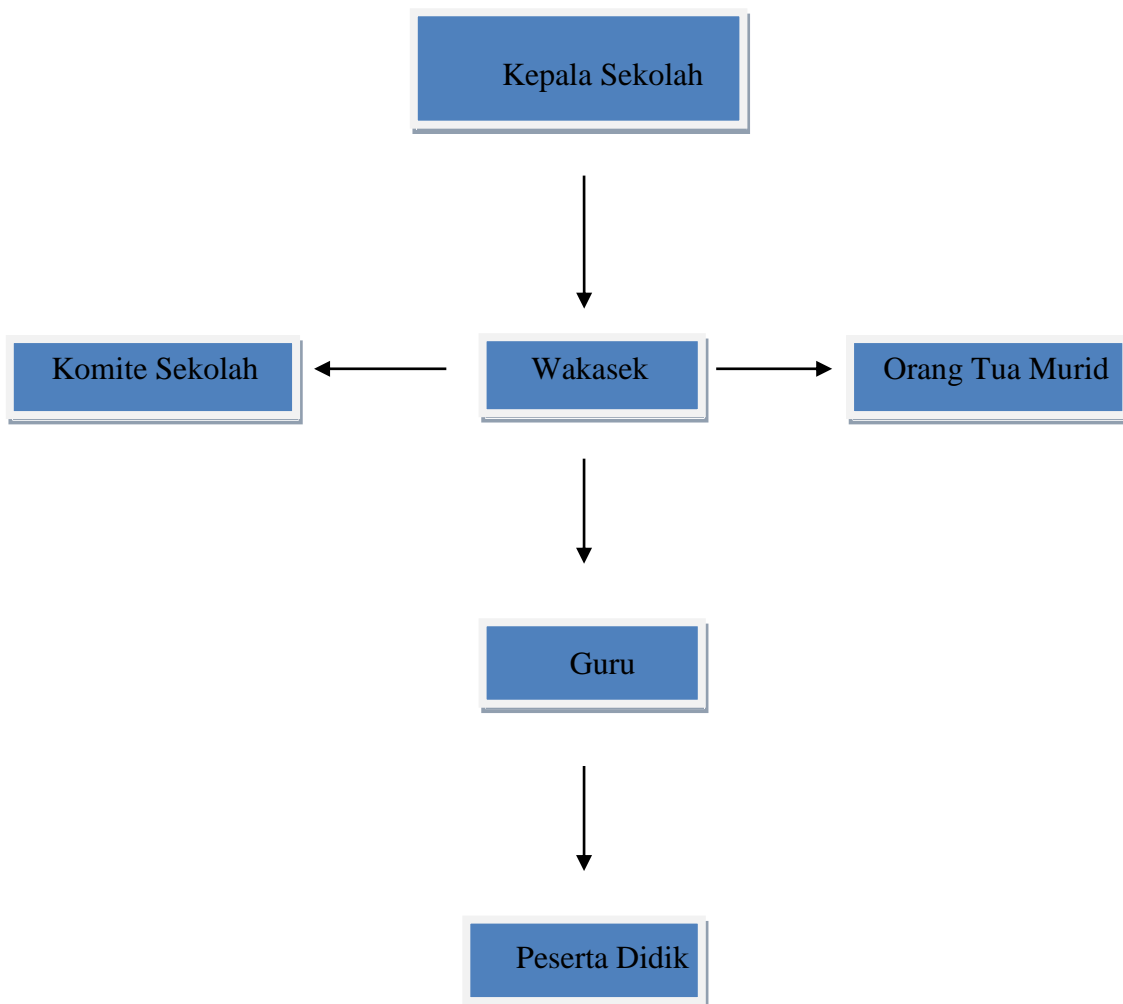 Kepala Sekolah
Komite Sekolah
Wakasek
Orang Tua Murid
Guru
Peserta Didik